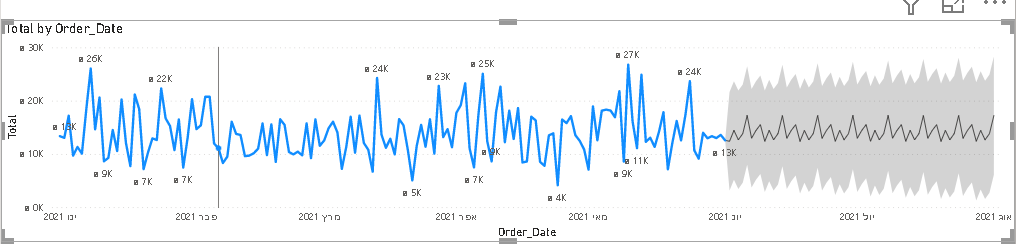 Total by Order_Date
₪ 30K
₪ 20K
₪ 10K
₪ 0K
Total
₪ 13K
₪ 26K
₪ 9K
₪ 22K
₪ 7K
₪ 7K
₪ 24K
₪ 5K
₪ 23K
₪ 25K
₪ 7K
₪ 9K
₪ 4K
₪ 27K
₪ 9K
₪ 11K
₪ 24K
₪ 13K
ינו 2021
פבר 2021
מרץ 2021
אפר 2021
מאי 2021
יונ 2021
יול 2021
אוג 2021
Order_Date